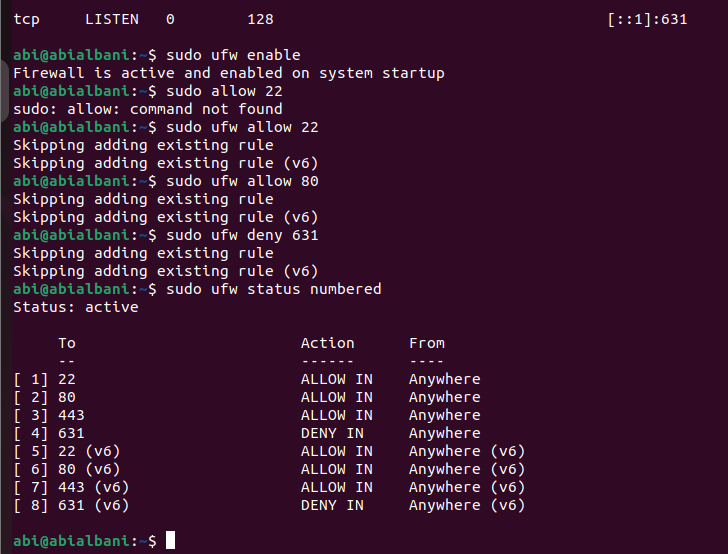 tcp     LISTEN   0        128                                     [::1]:631
abi@abialbani:~$ sudo ufw enable
Firewall is active and enabled on system startup
abi@abialbani:~$ sudo allow 22
sudo: allow: command not found
abi@abialbani:~$ sudo ufw allow 22
Skipping adding existing rule
Skipping adding existing rule (v6)
abi@abialbani:~$ sudo ufw allow 80
Skipping adding existing rule
Skipping adding existing rule (v6)
abi@abialbani:~$ sudo ufw deny 631
Skipping adding existing rule
Skipping adding existing rule (v6)
abi@abialbani:~$ sudo ufw status numbered
Status: active
     To                         Action      From
     --                         ------      ----
[ 1] 22                         ALLOW IN    Anywhere
[ 2] 80                         ALLOW IN    Anywhere
[ 3] 443                        ALLOW IN    Anywhere
[ 4] 631                        DENY IN     Anywhere
[ 5] 22 (v6)                    ALLOW IN    Anywhere (v6)
[ 6] 80 (v6)                    ALLOW IN    Anywhere (v6)
[ 7] 443 (v6)                   ALLOW IN    Anywhere (v6)
[ 8] 631 (v6)                   DENY IN     Anywhere (v6)
abi@abialbani:~$